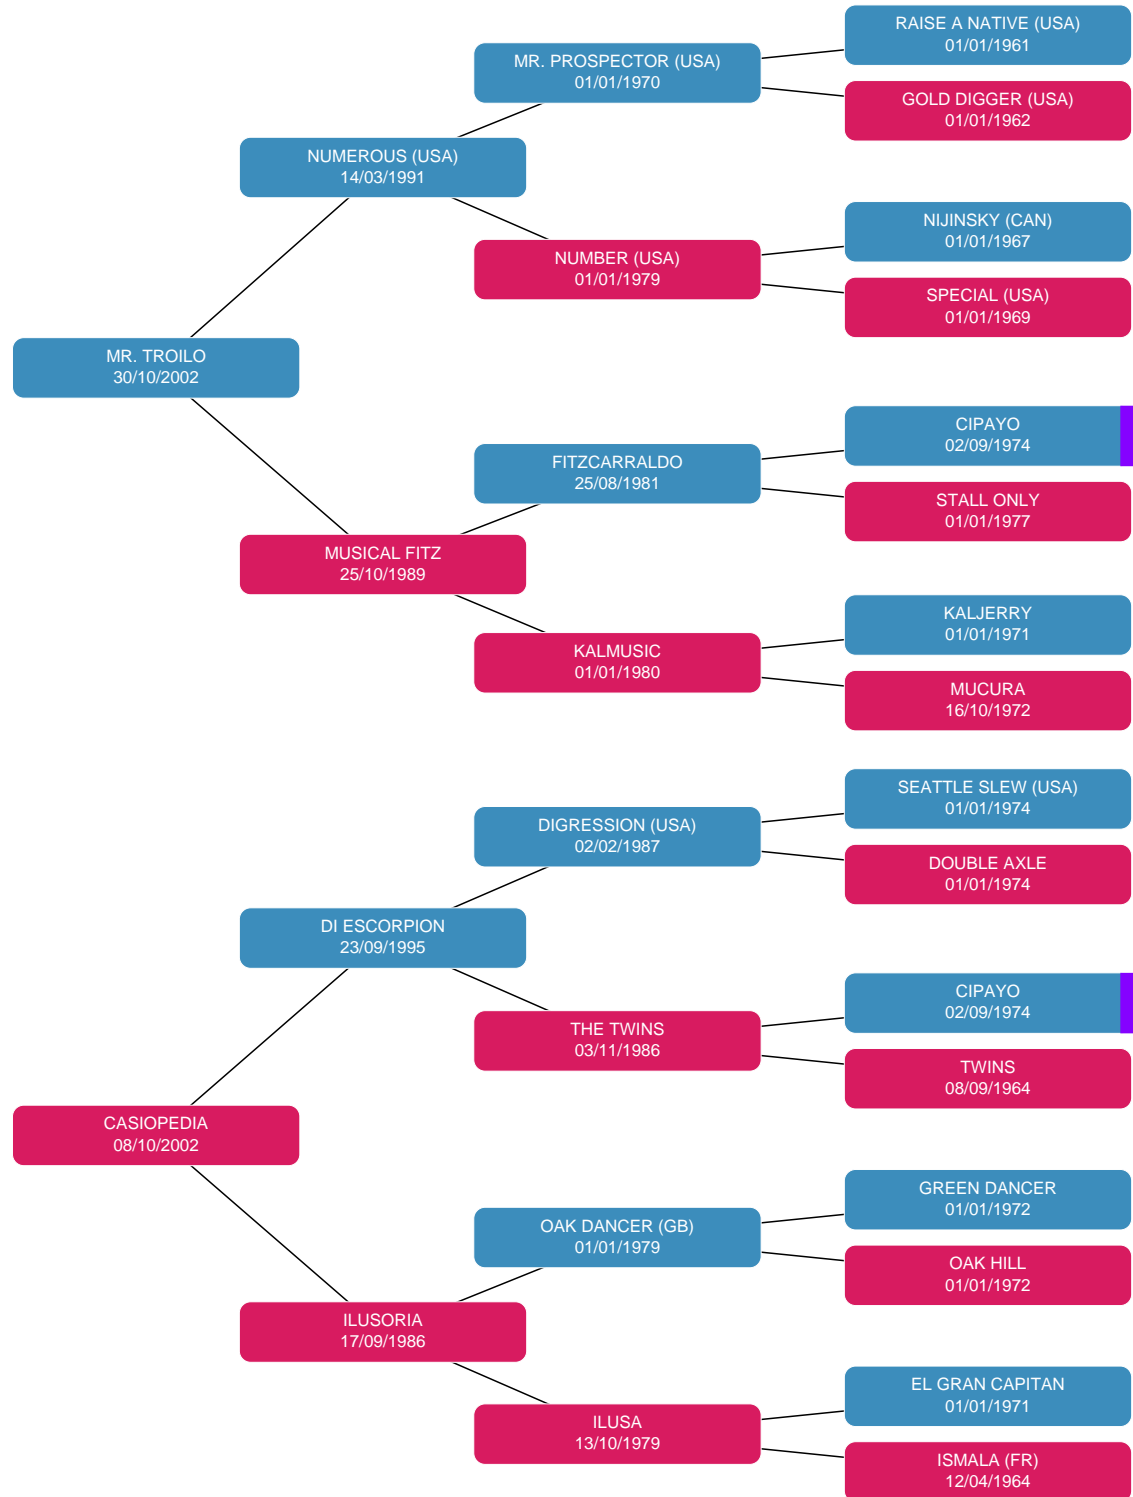 RAISE A NATIVE (USA)
01/01/1961
MR. PROSPECTOR (USA)
01/01/1970
GOLD DIGGER (USA)
01/01/1962
NUMEROUS (USA)
14/03/1991
NIJINSKY (CAN)
01/01/1967
NUMBER (USA)
01/01/1979
SPECIAL (USA)
01/01/1969
MR. TROILO
30/10/2002
CIPAYO
02/09/1974
FITZCARRALDO
25/08/1981
STALL ONLY
01/01/1977
MUSICAL FITZ
25/10/1989
KALJERRY
01/01/1971
KALMUSIC
01/01/1980
MUCURA
16/10/1972
SEATTLE SLEW (USA)
01/01/1974
DIGRESSION (USA)
02/02/1987
DOUBLE AXLE
01/01/1974
DI ESCORPION
23/09/1995
CIPAYO
02/09/1974
THE TWINS
03/11/1986
TWINS
08/09/1964
CASIOPEDIA
08/10/2002
GREEN DANCER
01/01/1972
OAK DANCER (GB)
01/01/1979
OAK HILL
01/01/1972
ILUSORIA
17/09/1986
EL GRAN CAPITAN
01/01/1971
ILUSA
13/10/1979
ISMALA (FR)
12/04/1964